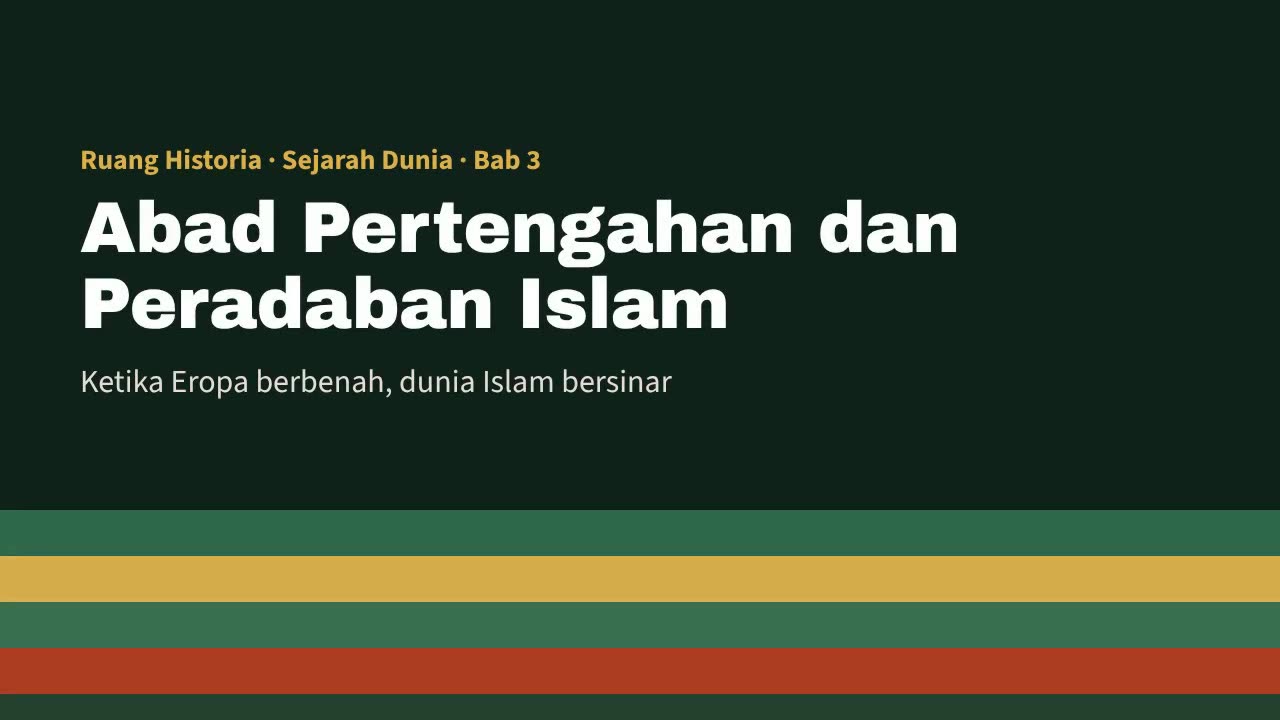 Ruang Historia · Sejarah Dunia · Bab 3
Abad Pertengahan dan
Peradaban Islam
Ketika Eropa berbenah, dunia Islam bersinar